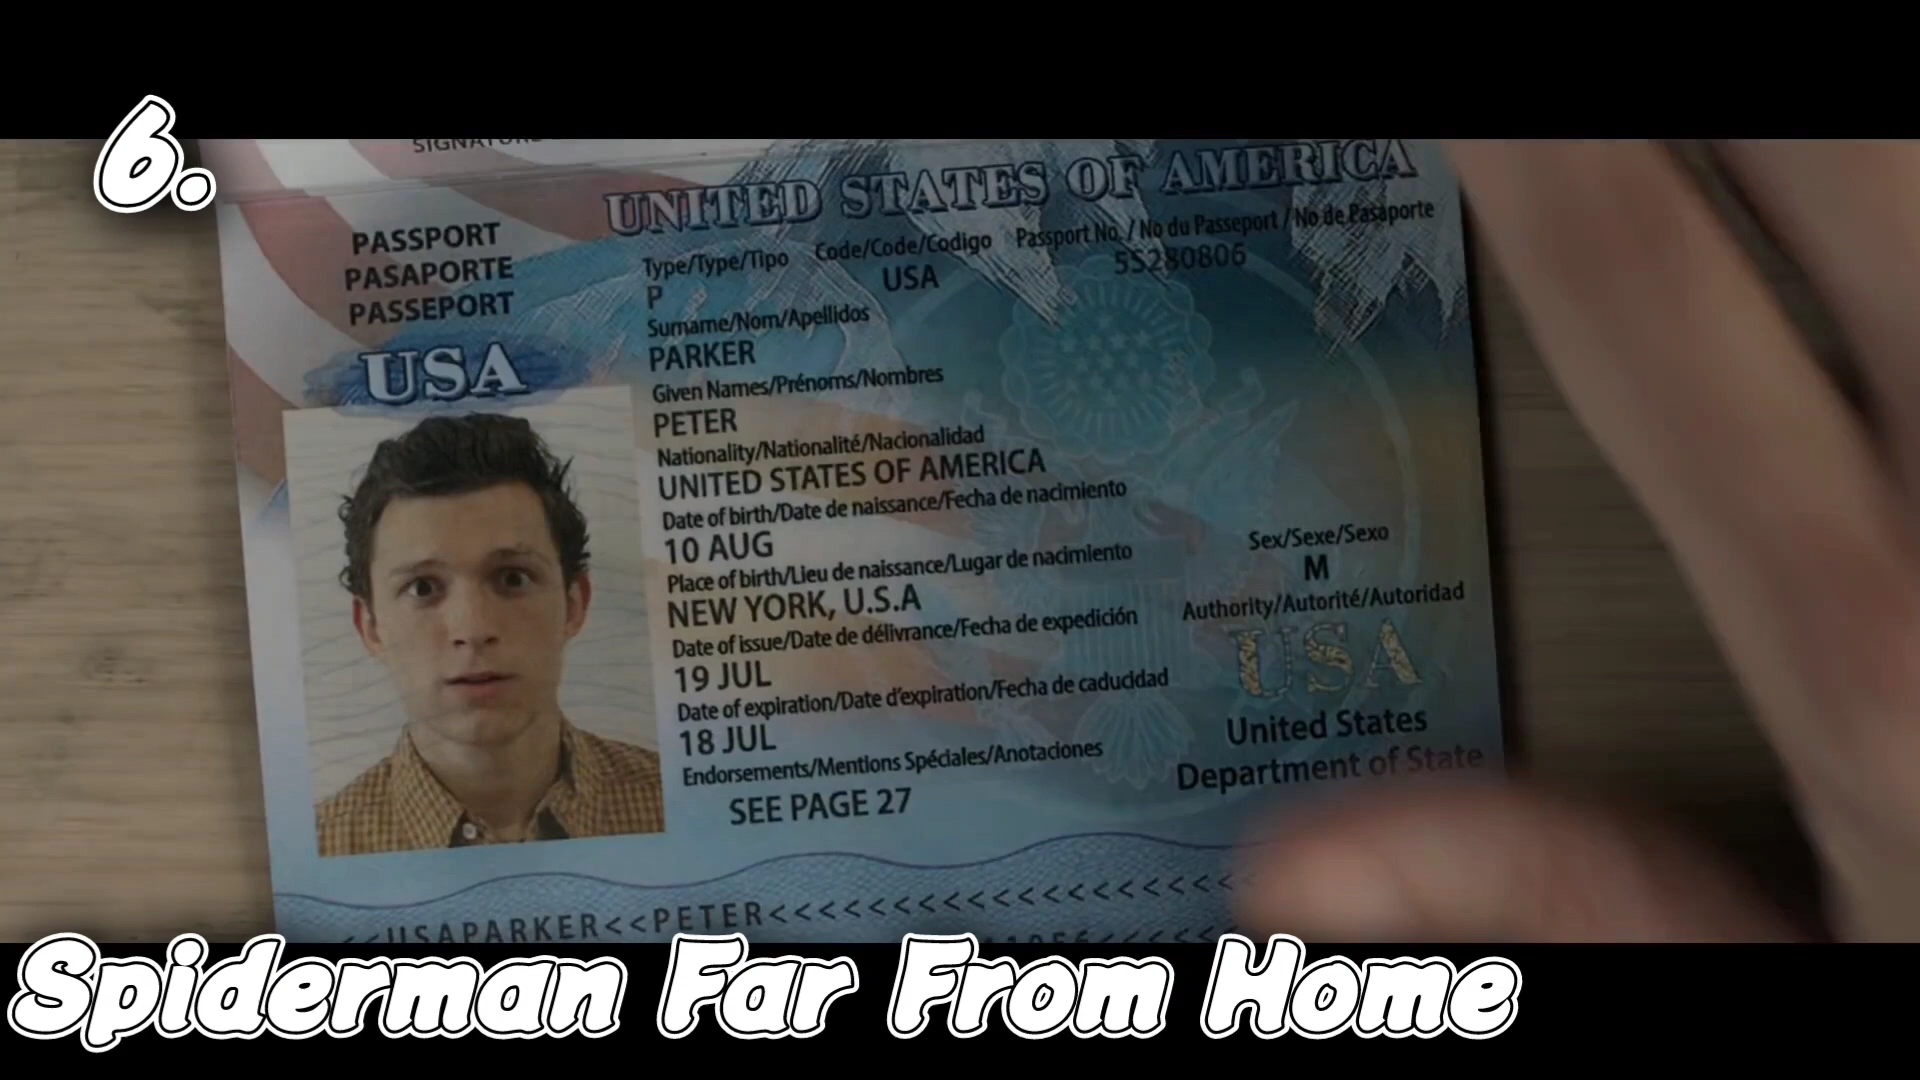 6.
SIGNATURE
UNITED STATES OF AMERICA
PASSPORT
PASAPORTE
PASSEPORT
USA
Type/Type/Tipo Code/Code/Codigo Passport No. / No du Passeport / No de Pasaporte
P USA 55280806
Surname/Nom/Apellidos
PARKER
Given Names/Prénoms/Nombres
PETER
Nationality/Nationalité/Nacionalidad
UNITED STATES OF AMERICA
Date of birth/Date de naissance/Fecha de nacimiento
10 AUG
Sex/Sexe/Sexo
M
Place of birth/Lieu de naissance/Lugar de nacimiento
NEW YORK, U.S.A
Authority/Autorité/Autoridad
USA
Date of issue/Date de délivrance/Fecha de expedición
19 JUL
Date of expiration/Date d'expiration/Fecha de caducidad
18 JUL
United States
Department of State
Endorsements/Mentions Spéciales/Anotaciones
SEE PAGE 27
<<USAPARKER<<PETER<<<<<<<<<<<<<<<<<<<<
Spiderman Far From Home